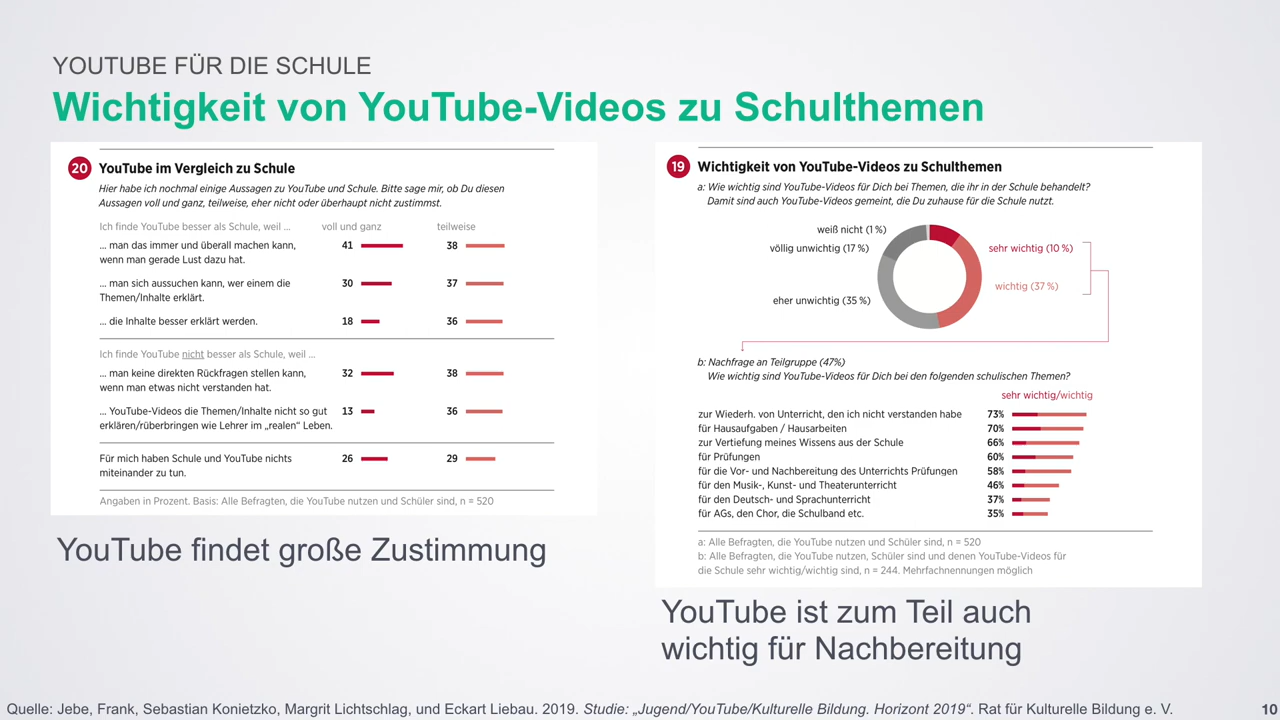 YOUTUBE FÜR DIE SCHULE
Wichtigkeit von YouTube-Videos zu Schulthemen
20 YouTube im Vergleich zu Schule
Hier habe ich nochmal einige Aussagen zu YouTube und Schule. Bitte sage mir, ob Du diesen
Aussagen voll und ganz, teilweise, eher nicht oder überhaupt nicht zustimmst.
Ich finde YouTube besser als Schule, weil ... voll und ganz teilweise
... man das immer und überall machen kann, 41 38
wenn man gerade Lust dazu hat.
... man sich aussuchen kann, wer einem die 30 37
Themen/Inhalte erklärt.
... die Inhalte besser erklärt werden. 18 36
Ich finde YouTube nicht besser als Schule, weil ...
... man keine direkten Rückfragen stellen kann, 32 38
wenn man etwas nicht verstanden hat.
... YouTube-Videos die Themen/Inhalte nicht so gut 13 36
erklären/rüberbringen wie Lehrer im „realen“ Leben.
Für mich haben Schule und YouTube nichts 26 29
miteinander zu tun.
Angaben in Prozent. Basis: Alle Befragten, die YouTube nutzen und Schüler sind, n = 520
YouTube findet große Zustimmung
19 Wichtigkeit von YouTube-Videos zu Schulthemen
a: Wie wichtig sind YouTube-Videos für Dich bei Themen, die ihr in der Schule behandelt?
Damit sind auch YouTube-Videos gemeint, die Du zuhause für die Schule nutzt.
weiß nicht (1 %)
völlig unwichtig (17 %) sehr wichtig (10 %)
wichtig (37 %)
eher unwichtig (35 %)
b: Nachfrage an Teilgruppe (47%)
Wie wichtig sind YouTube-Videos für Dich bei den folgenden schulischen Themen?
sehr wichtig/wichtig
zur Wiederh. von Unterricht, den ich nicht verstanden habe 73%
für Hausaufgaben / Hausarbeiten 70%
zur Vertiefung meines Wissens aus der Schule 66%
für Prüfungen 60%
für die Vor- und Nachbereitung des Unterrichts Prüfungen 58%
für den Musik-, Kunst- und Theaterunterricht 46%
für den Deutsch- und Sprachunterricht 37%
für AGs, den Chor, die Schulband etc. 35%
a: Alle Befragten, die YouTube nutzen und Schüler sind, n = 520
b: Alle Befragten, die YouTube nutzen, Schüler sind und denen YouTube-Videos für
die Schule sehr wichtig/wichtig sind, n = 244. Mehrfachnennungen möglich
YouTube ist zum Teil auch
wichtig für Nachbereitung
Quelle: Jebe, Frank, Sebastian Konietzko, Margrit Lichtschlag, und Eckart Liebau. 2019. Studie: „Jugend/YouTube/Kulturelle Bildung. Horizont 2019“. Rat für Kulturelle Bildung e. V. 10